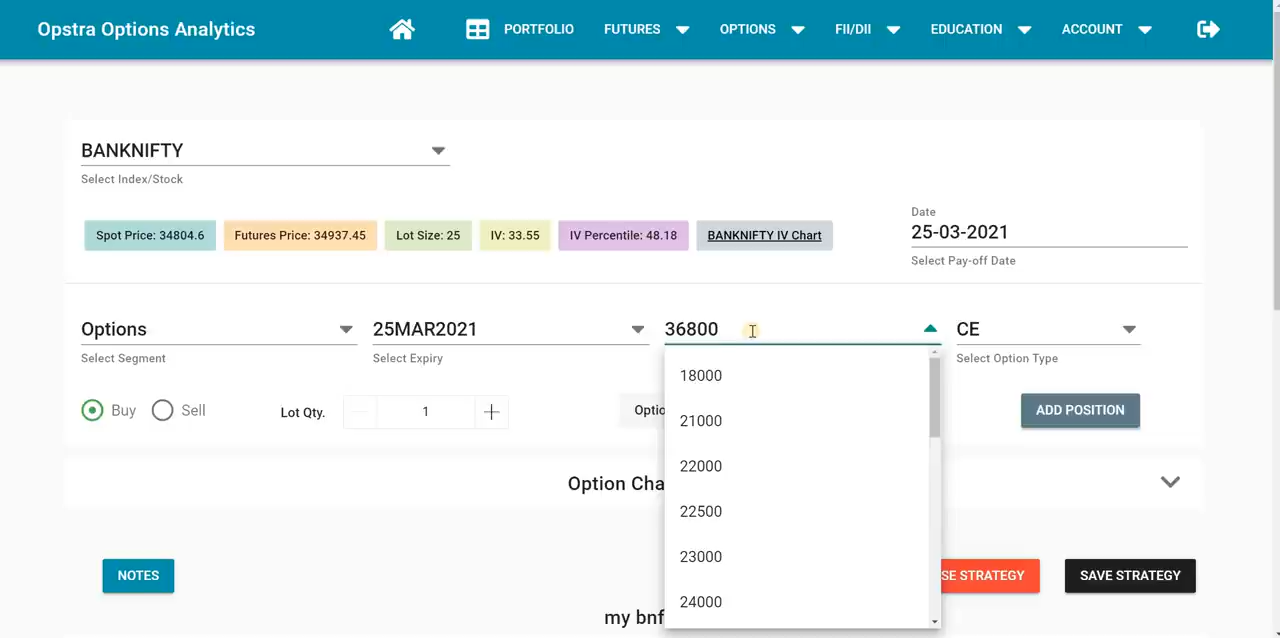 Opstra Options Analytics
PORTFOLIO
FUTURES
OPTIONS
FII/DII
EDUCATION
ACCOUNT
BANKNIFTY
Select Index/Stock
Date
Spot Price: 34804.6
Futures Price: 34937.45
Lot Size: 25
IV: 33.55
IV Percentile: 48.18
BANKNIFTY IV Chart
25-03-2021
Select Pay-off Date
Options
25MAR2021
36800
CE
Select Segment
Select Expiry
Select Option Type
18000
Buy
Sell
Lot Qty.
1
Optio
ADD POSITION
21000
22000
Option Cha
22500
23000
NOTES
SE STRATEGY
SAVE STRATEGY
24000
my bnf